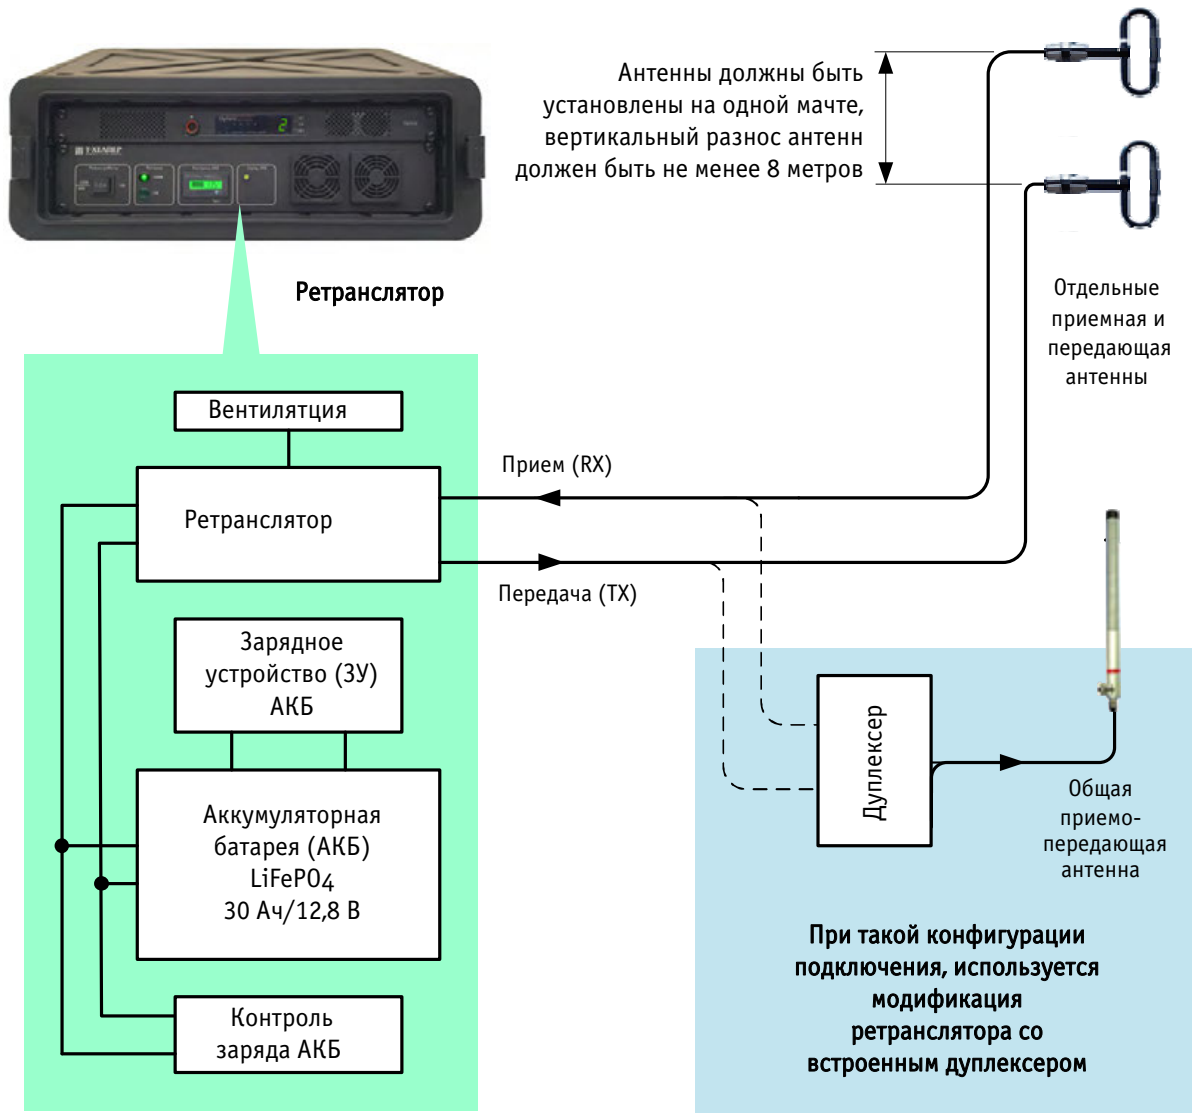 Антенны должны быть
установлены на одной мачте,
вертикальный разнос антенн
должен быть не менее 8 метров
2
Ретранслятор
Отдельные
приемная и
передающая
антенны
Вентилятция
Ретранслятор
Прием (RX)
Передача (TX)
Зарядное
устройство (ЗУ)
АКБ
Аккумуляторная
батарея (АКБ)
LiFePO4
30 Ач/12,8 В
Контроль
заряда АКБ
Дуплексер
Общая
приемо-
передающая
антенна
При такой конфигурации
подключения, используется
модификация
ретранслятора со
встроенным дуплексером